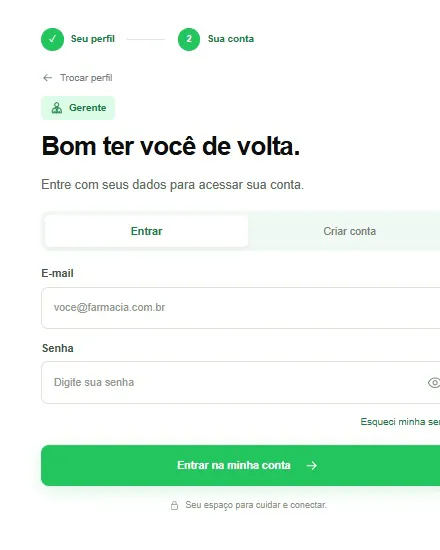 ✓ Seu perfil 2 Sua conta
← Trocar perfil
Gerente
Bom ter você de volta.
Entre com seus dados para acessar sua conta.
Entrar Criar conta
E-mail
voce@farmacia.com.br
Senha
Digite sua senha
Esqueci minha
Entrar na minha conta →
Seu espaço para cuidar e conectar.